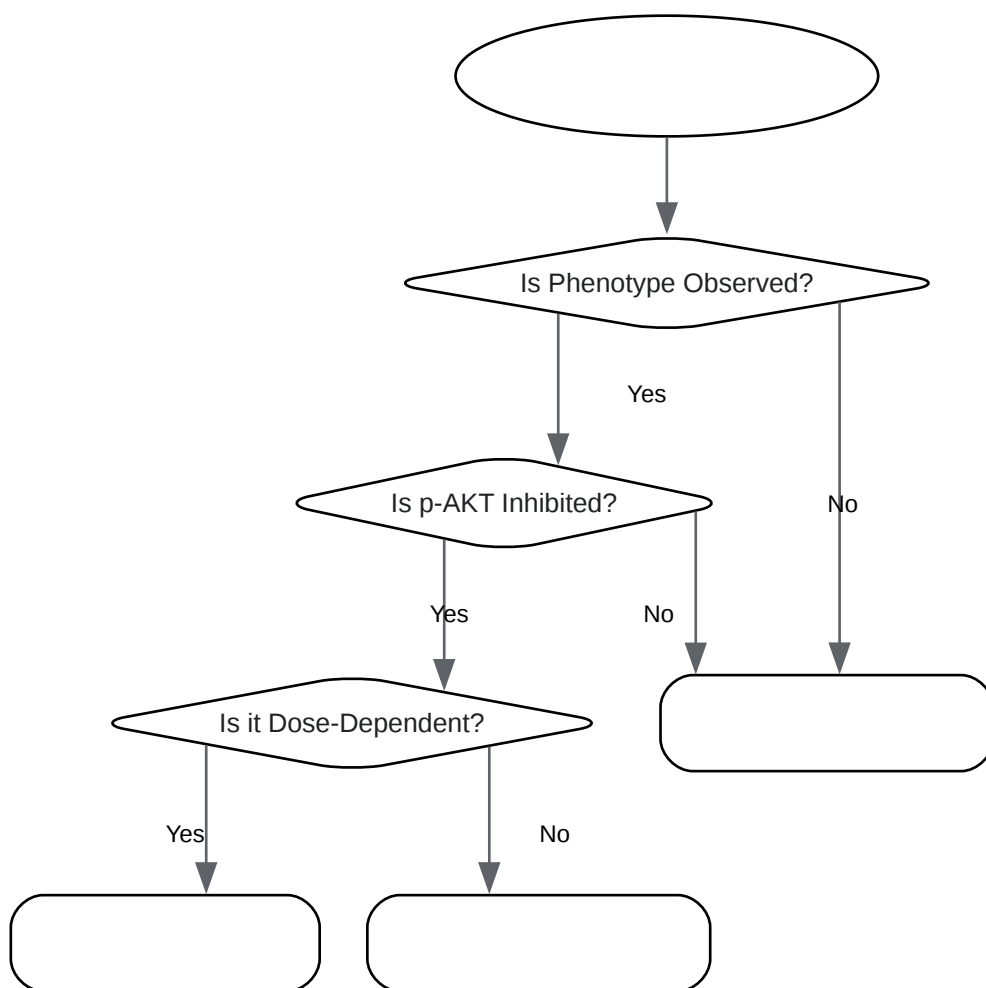 Is Phenotype Observed?
Yes
Is p-AKT Inhibited?
No
Yes
No
Is it Dose-Dependent?
Yes
No